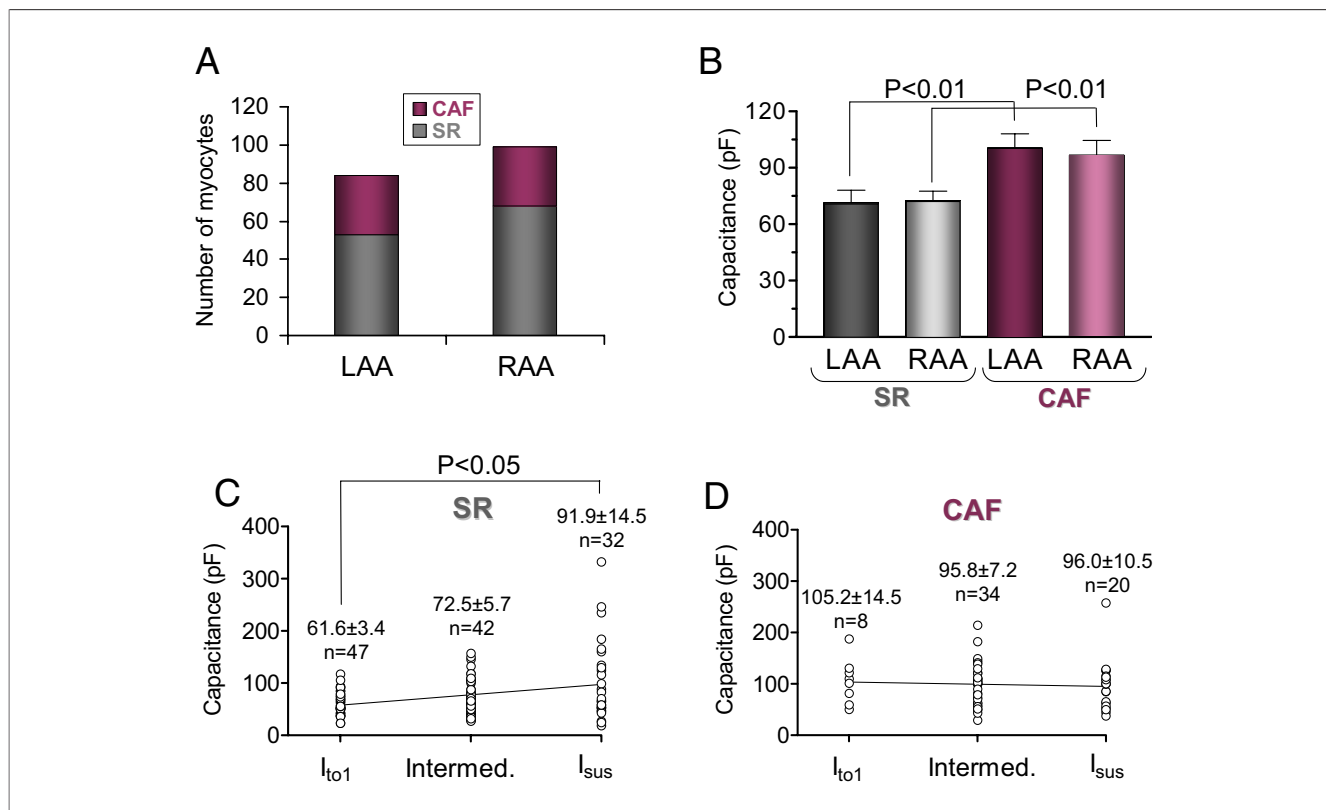 A
CAF
SR
Number of myocytes
120
100
80
60
40
20
0
LAA
RAA
B
P<0.01
P<0.01
Capacitance (pF)
120
90
60
30
0
LAA
RAA
LAA
RAA
SR
CAF
C
P<0.05
SR
Capacitance (pF)
400
300
200
100
0
61.6±3.4
n=47
72.5±5.7
n=42
91.9±14.5
n=32
Ito1
Intermed.
Isus
D
CAF
Capacitance (pF)
400
300
200
100
0
105.2±14.5
n=8
95.8±7.2
n=34
96.0±10.5
n=20
Ito1
Intermed.
Isus